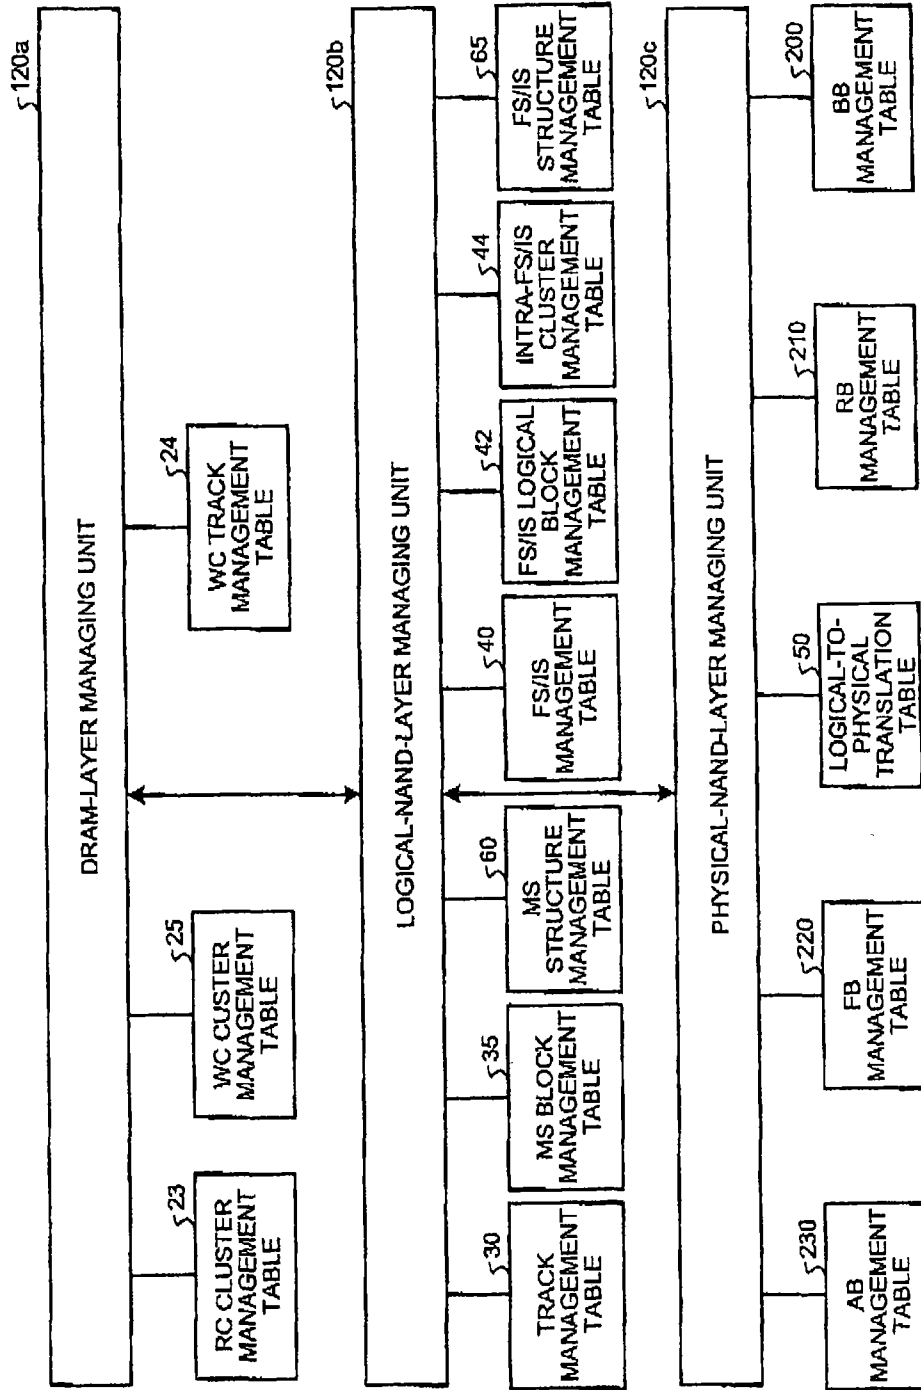 120a
DRAM-LAYER MANAGING UNIT
23
RC CLUSTER
MANAGEMENT
TABLE
25
WC CUSTER
MANAGEMENT
TABLE
24
WC TRACK
MANAGEMENT
TABLE
120b
LOGICAL-NAND-LAYER MANAGING UNIT
30
TRACK
MANAGEMENT
TABLE
35
MS BLOCK
MANAGEMENT
TABLE
60
MS
STRUCTURE
MANAGEMENT
TABLE
40
FS/IS
MANAGEMENT
TABLE
42
FS/IS LOGICAL
BLOCK
MANAGEMENT
TABLE
44
INTRA-FS/IS
CLUSTER
MANAGEMENT
TABLE
65
FS/IS
STRUCTURE
MANAGEMENT
TABLE
120c
PHYSICAL-NAND-LAYER MANAGING UNIT
230
AB
MANAGEMENT
TABLE
220
FB
MANAGEMENT
TABLE
50
LOGICAL-TO-
PHYSICAL
TRANSLATION
TABLE
210
RB
MANAGEMENT
TABLE
200
BB
MANAGEMENT
TABLE